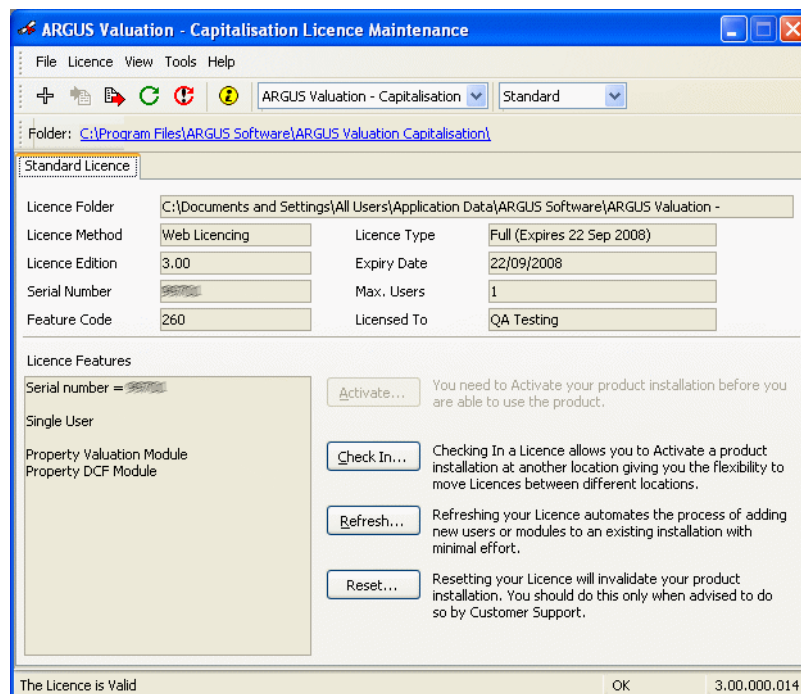 ARGUS Valuation - Capitalisation Licence Maintenance
File Licence View Tools Help
ARGUS Valuation - Capitalisation Standard
Folder: C:\Program Files\ARGUS Software\ARGUS Valuation Capitalisation\
Standard Licence
Licence Folder C:\Documents and Settings\All Users\Application Data\ARGUS Software\ARGUS Valuation -
Licence Method Web Licencing Licence Type Full (Expires 22 Sep 2008)
Licence Edition 3.00 Expiry Date 22/09/2008
Serial Number Max. Users 1
Feature Code 260 Licensed To QA Testing
Licence Features
Serial number =
Single User
Property Valuation Module
Property DCF Module
Activate... You need to Activate your product installation before you
are able to use the product.
Check In... Checking In a Licence allows you to Activate a product
installation at another location giving you the flexibility to
move Licences between different locations.
Refresh... Refreshing your Licence automates the process of adding
new users or modules to an existing installation with
minimal effort.
Reset... Resetting your Licence will invalidate your product
installation. You should do this only when advised to do
so by Customer Support.
The Licence is Valid OK 3.00.000.014